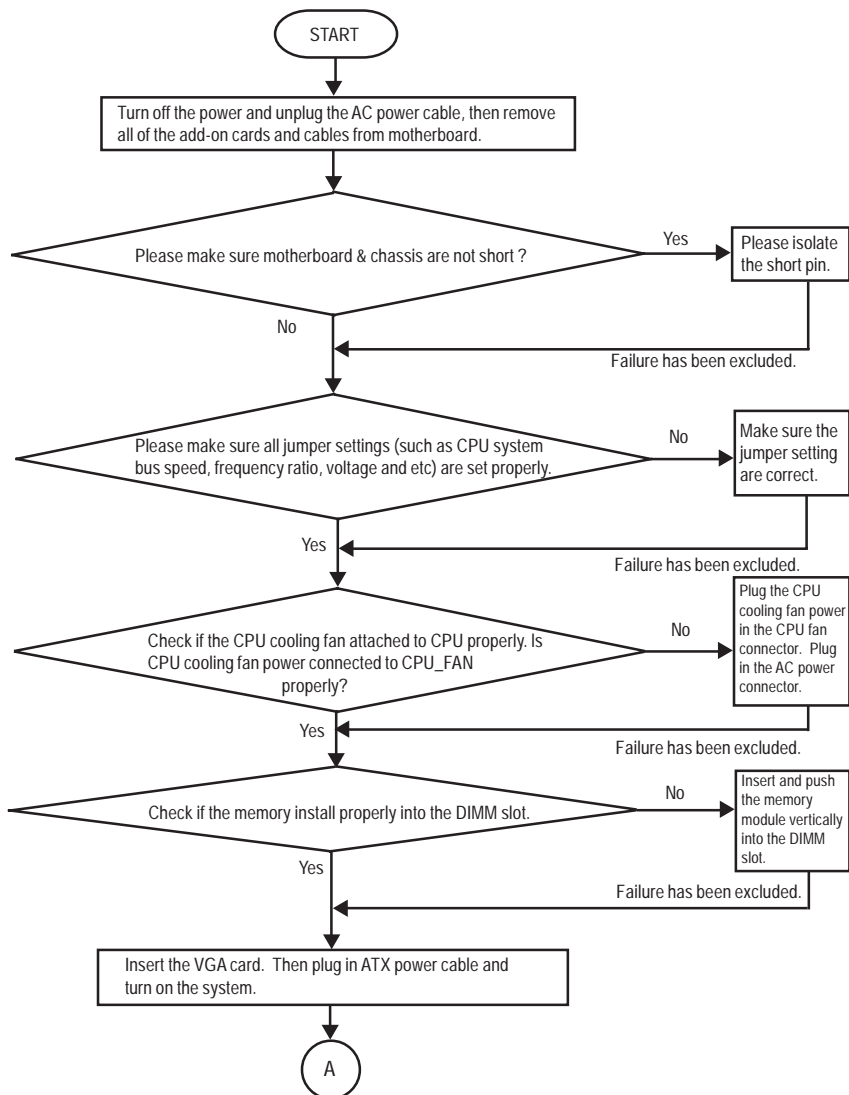 START
Turn off the power and unplug the AC power cable, then remove
all of the add-on cards and cables from motherboard.
Please make sure motherboard & chassis are not short ?
Yes
Please isolate
the short pin.
No
Failure has been excluded.
Please make sure all jumper settings (such as CPU system
bus speed, frequency ratio, voltage and etc) are set properly.
No
Make sure the
jumper setting
are correct.
Yes
Failure has been excluded.
Check if the CPU cooling fan attached to CPU properly. Is
CPU cooling fan power connected to CPU_FAN
properly?
No
Plug the CPU
cooling fan power
in the CPU fan
connector. Plug
in the AC power
connector.
Yes
Failure has been excluded.
Check if the memory install properly into the DIMM slot.
No
Insert and push
the memory
module vertically
into the DIMM
slot.
Yes
Failure has been excluded.
Insert the VGA card. Then plug in ATX power cable and
turn on the system.
A